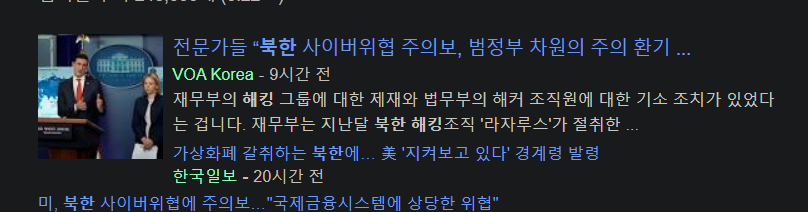 전문가들 “북한 사이버위협 주의보, 범정부 차원의 주의 환기 ...
VOA Korea - 9시간 전
재무부의 해킹 그룹에 대한 제재와 법무부의 해커 조직원에 대한 기소 조치가 있었다
는 겁니다. 재무부는 지난달 북한 해킹조직 '라자루스'가 절취한 ...
가상화폐 갈취하는 북한에… 美 '지켜보고 있다' 경계령 발령
한국일보 - 20시간 전
미, 북한 사이버위협에 주의보…"국제금융시스템에 상당한 위협"